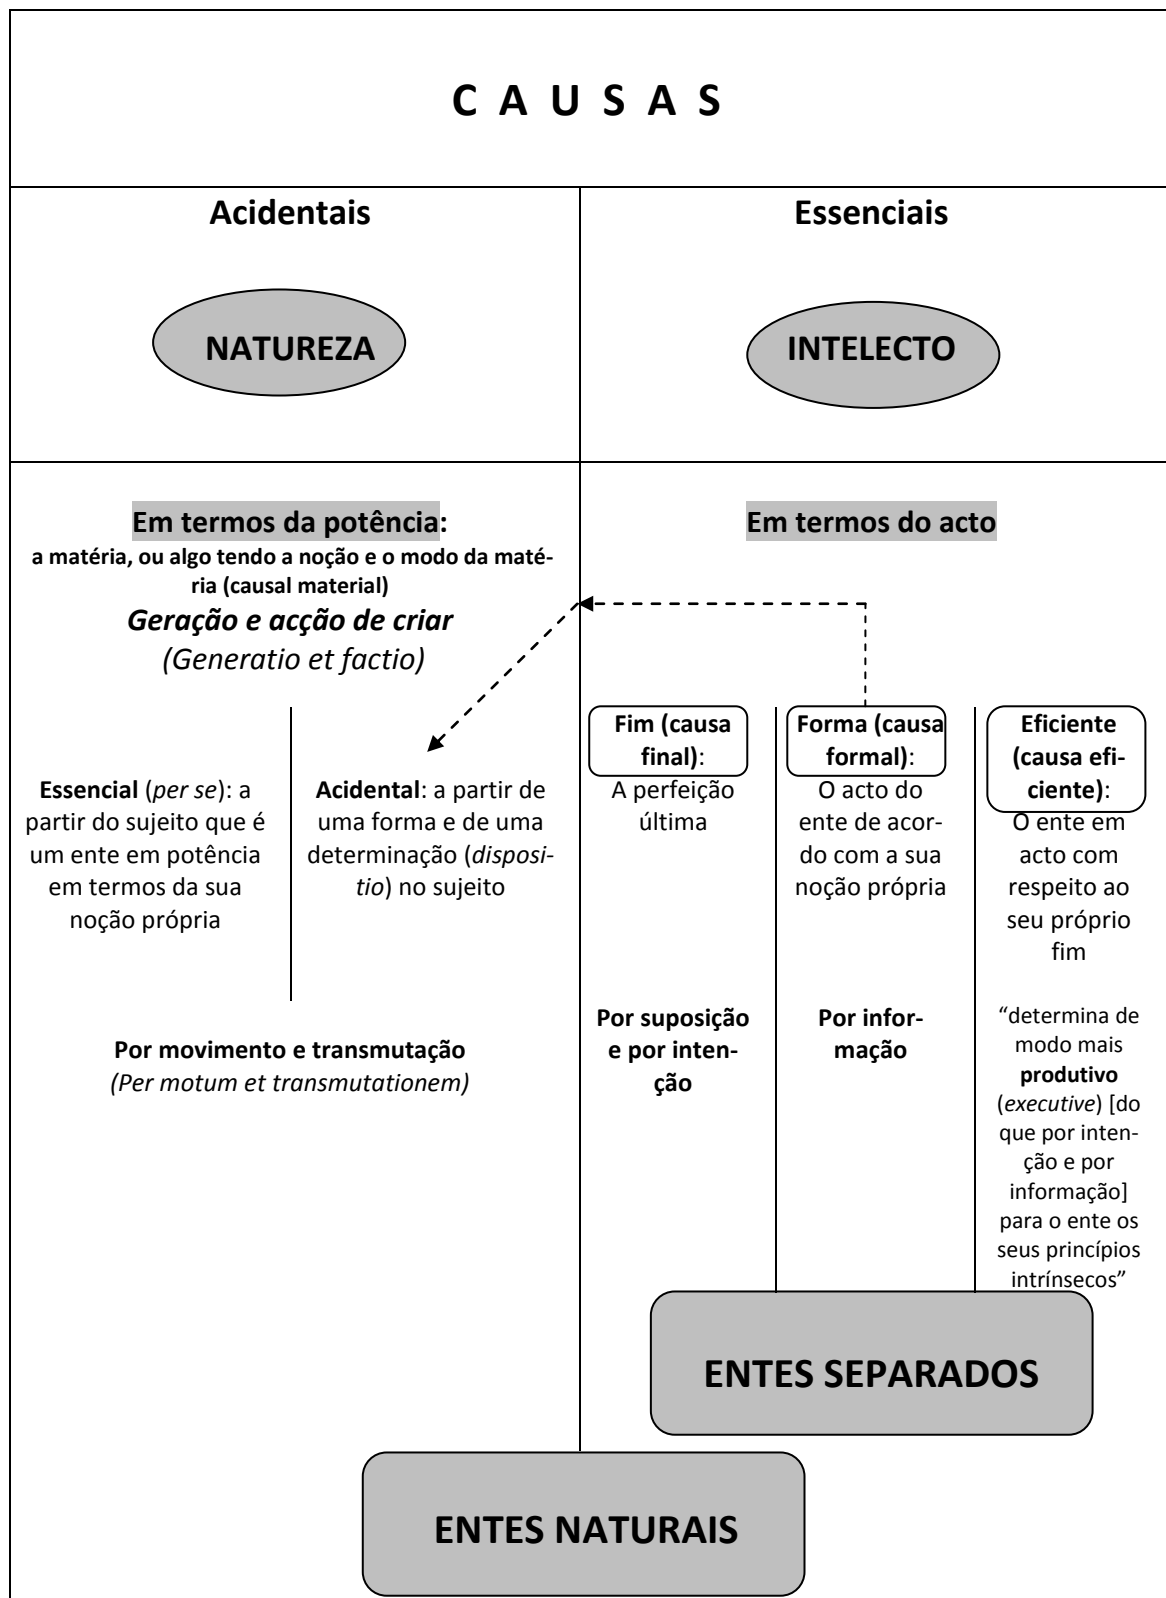 C A U S A S
Acidentais
NATUREZA
Essenciais
INTELECTO
Em termos da potência:
a matéria, ou algo tendo a noção e o modo da maté-
ria (causal material)
Geração e acção de criar
(Generatio et factio)
Essencial (per se): a
partir do sujeito que é
um ente em potência
em termos da sua
noção própria
Acidental: a partir de
uma forma e de uma
determinação (disposi-
tio) no sujeito
Por movimento e transmutação
(Per motum et transmutationem)
Em termos do acto
Fim (causa
final):
A perfeição
última
Por suposição
e por inten-
ção
Forma (causa
formal):
O acto do
ente de acor-
do com a sua
noção própria
Por infor-
mação
Eficiente
(causa efi-
ciente):
O ente em
acto com
respeito ao
seu próprio
fim
“determina de
modo mais
produtivo
(executive) [do
que por inten-
ção e por
informação]
para o ente os
seus princípios
intrínsecos”
ENTES SEPARADOS
ENTES NATURAIS